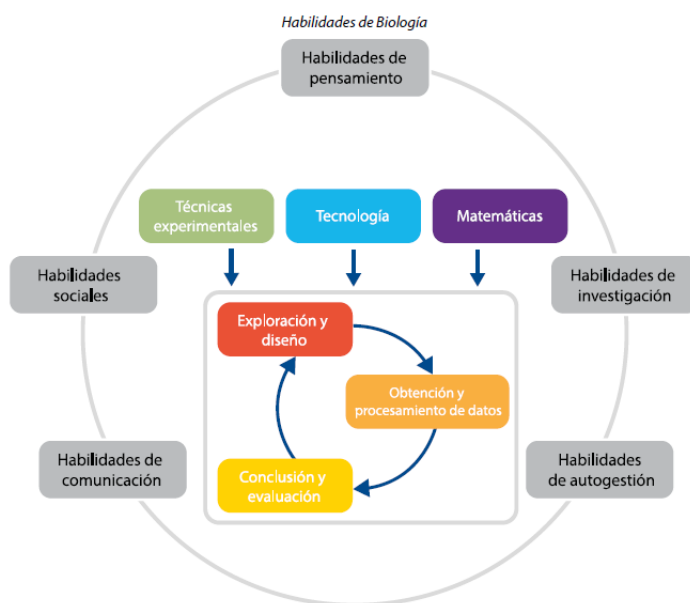 Habilidades de Biología
Habilidades de
pensamiento
Técnicas
experimentales
Tecnología
Matemáticas
Habilidades
sociales
Habilidades de
investigación
Exploración y
diseño
Obtención y
procesamiento de datos
Habilidades de
comunicación
Conclusión y
evaluación
Habilidades
de autogestión